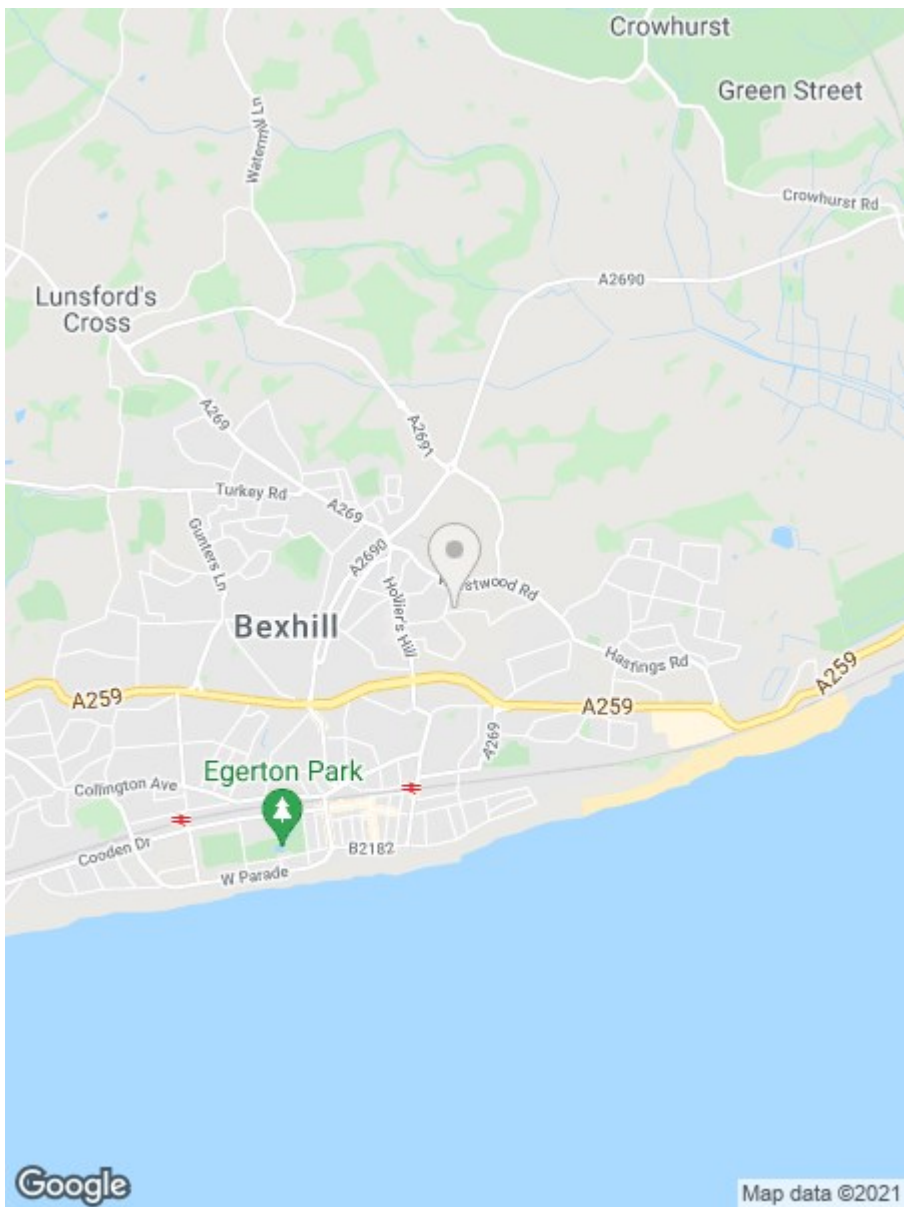 Crowhurst
Green Street
Watermill Ln
Crowhurst Rd
A2690
Lunsford's
Cross
A269
A2691
Turkey Rd
A269
Gunters Ln
A2690
Hollier's Hill
stwood Rd
Bexhill
Hastings Rd
A259
A259
A259
A269
Egerton Park
Collington Ave
B2182
Cooden Dr
W Parade
Google
Map data ©2021